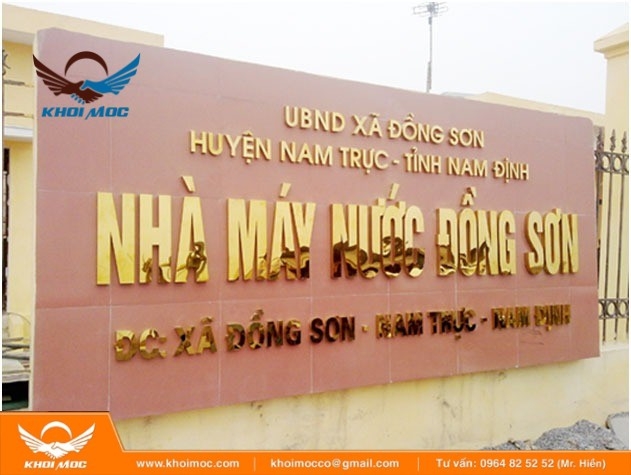 KHOI MOC
UBND XÃ ĐỒNG SƠN
HUYỆN NAM TRỰC - TỈNH NAM ĐỊNH
NHÀ MÁY NƯỚC ĐỒNG SƠN
ĐC: XÃ ĐỒNG SƠN - NAM TRỰC - NAM ĐỊNH
KHOI MOC
www.khoimoc.com | khoimocco@gmail.com | Tư vấn: 0964 82 52 52 (Mr. Hiền)